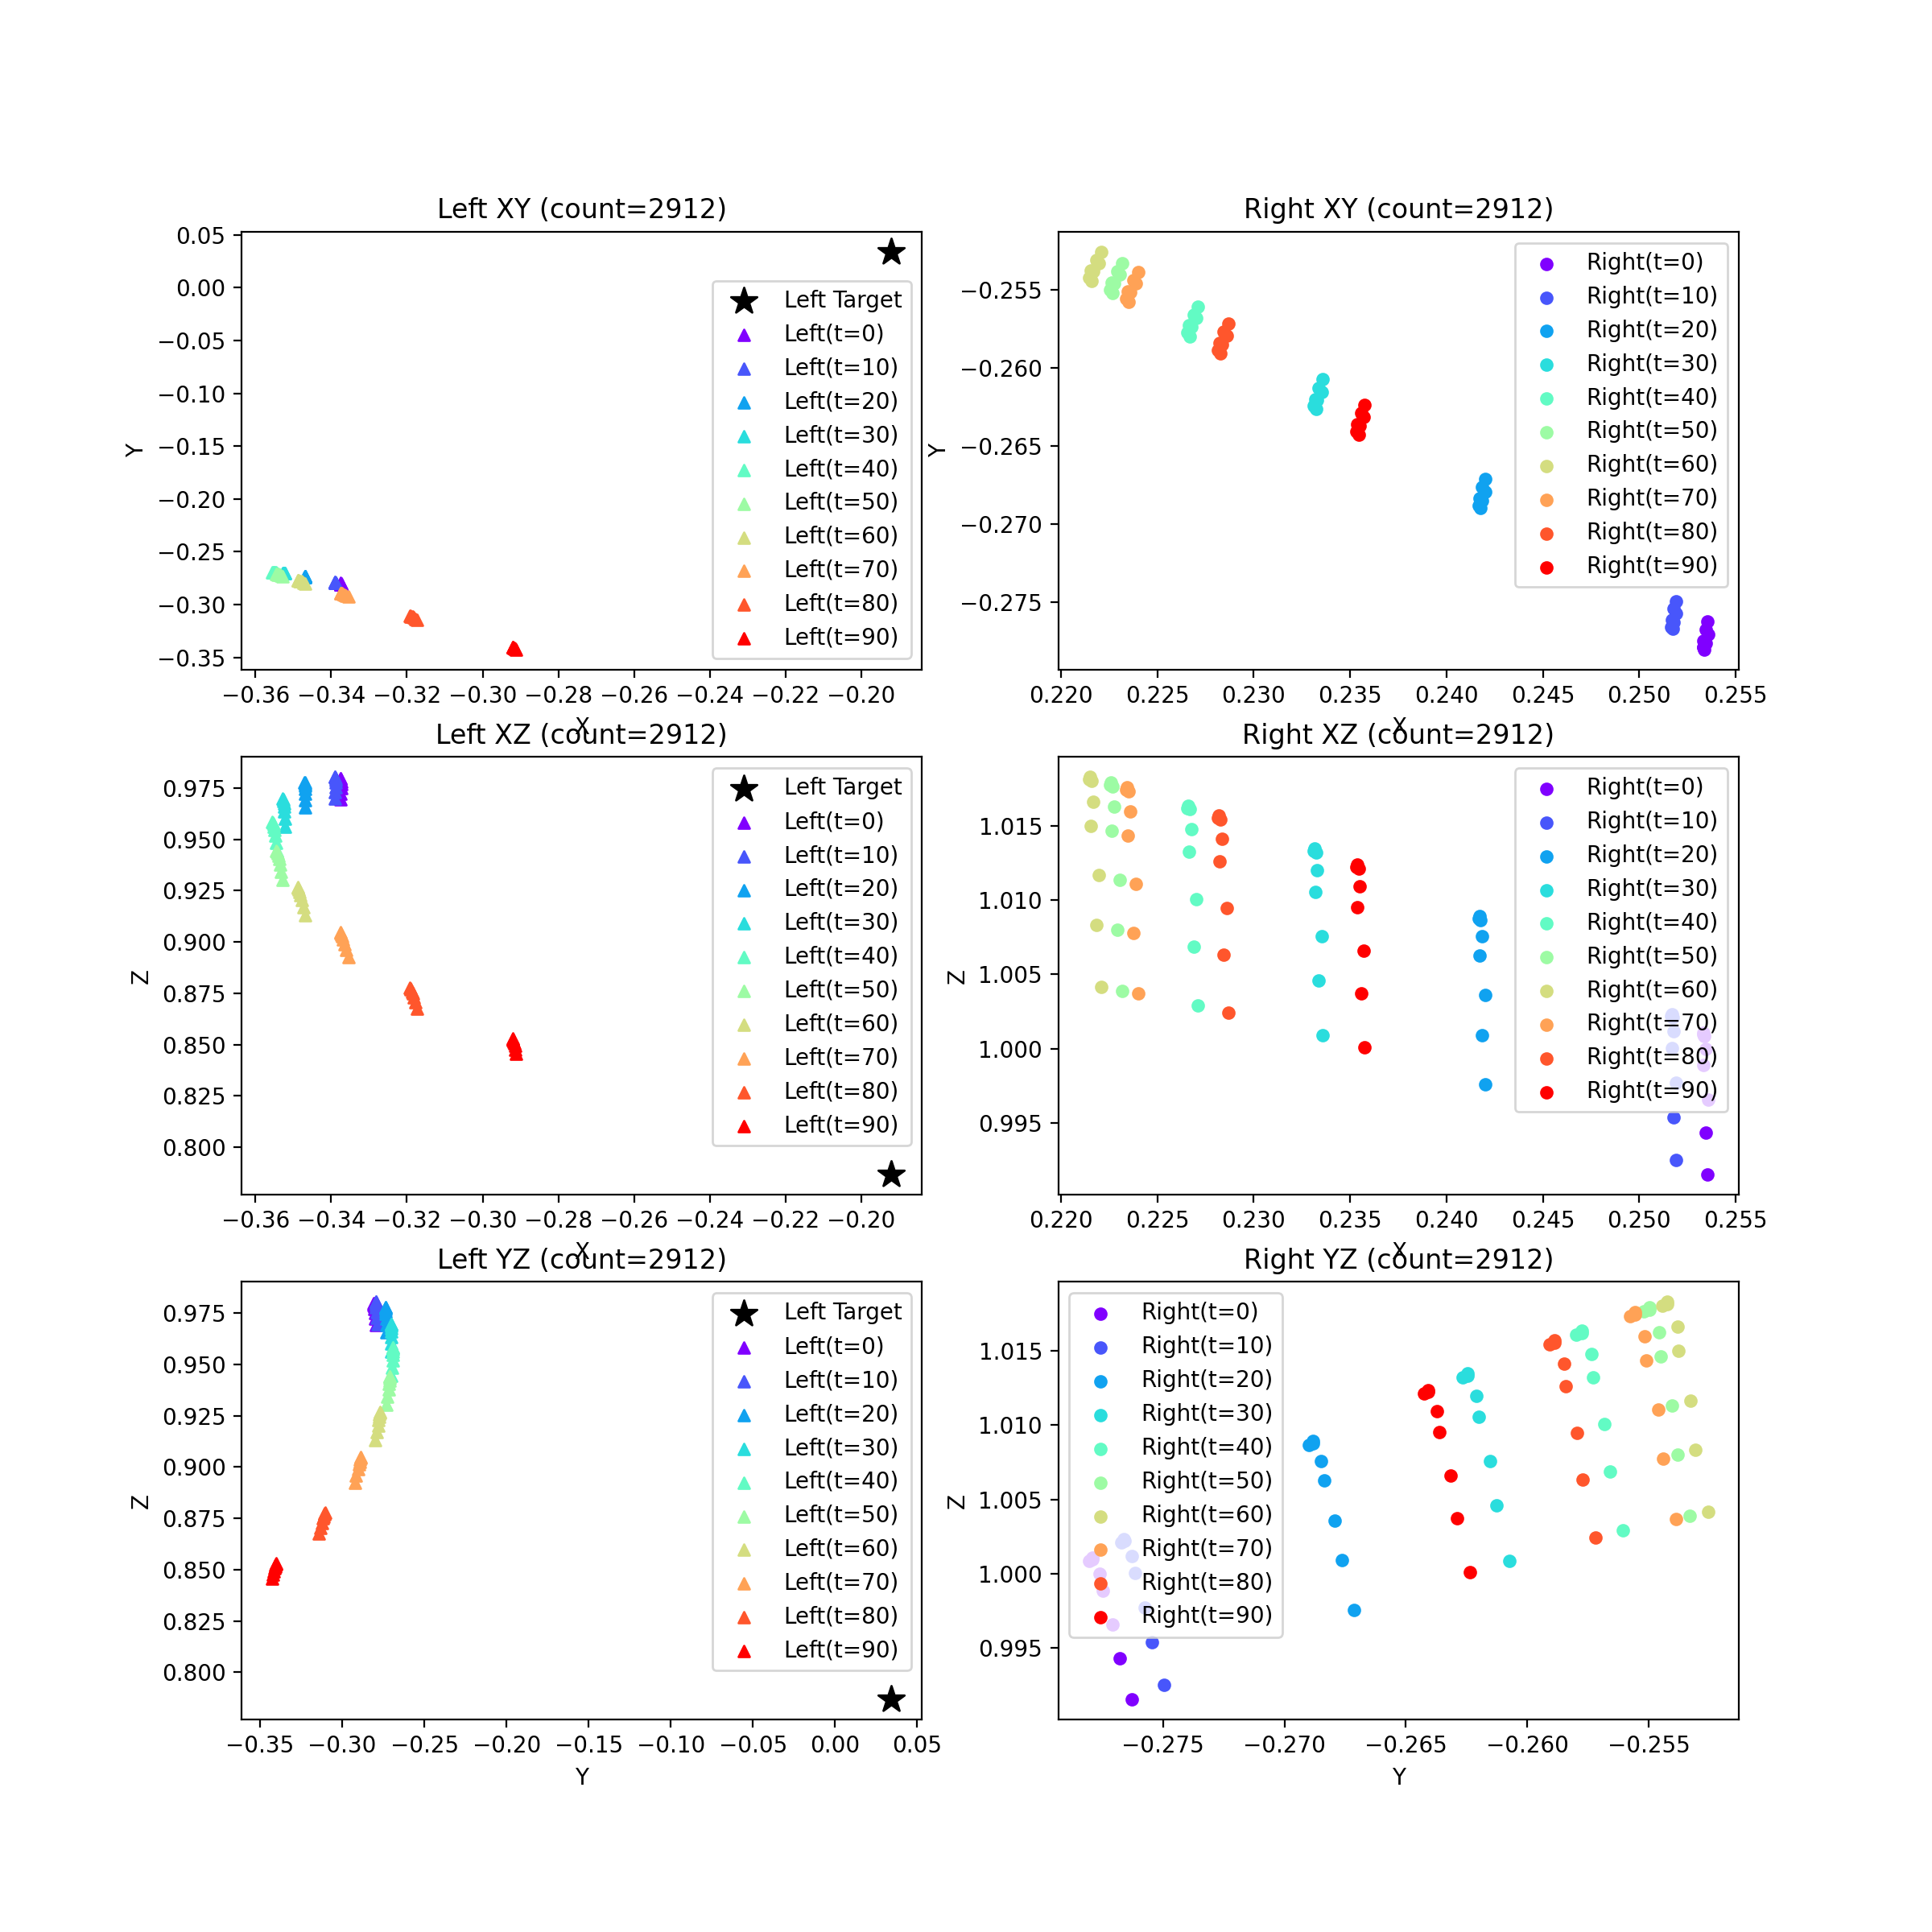 Left XY (count=2912)
0.05
0.00
−0.05
−0.10
−0.15
−0.20
−0.25
−0.30
−0.35
Y
Left Target
Left(t=0)
Left(t=10)
Left(t=20)
Left(t=30)
Left(t=40)
Left(t=50)
Left(t=60)
Left(t=70)
Left(t=80)
Left(t=90)
−0.36 −0.34 −0.32 −0.30 −0.28 −0.26 −0.24 −0.22 −0.20
X
Right XY (count=2912)
−0.255
−0.260
−0.265
−0.270
−0.275
Y
Right(t=0)
Right(t=10)
Right(t=20)
Right(t=30)
Right(t=40)
Right(t=50)
Right(t=60)
Right(t=70)
Right(t=80)
Right(t=90)
0.220 0.225 0.230 0.235 0.240 0.245 0.250 0.255
X
Left XZ (count=2912)
0.975
0.950
0.925
0.900
0.875
0.850
0.825
0.800
Z
Left Target
Left(t=0)
Left(t=10)
Left(t=20)
Left(t=30)
Left(t=40)
Left(t=50)
Left(t=60)
Left(t=70)
Left(t=80)
Left(t=90)
−0.36 −0.34 −0.32 −0.30 −0.28 −0.26 −0.24 −0.22 −0.20
X
Right XZ (count=2912)
1.015
1.010
1.005
1.000
0.995
Z
Right(t=0)
Right(t=10)
Right(t=20)
Right(t=30)
Right(t=40)
Right(t=50)
Right(t=60)
Right(t=70)
Right(t=80)
Right(t=90)
0.220 0.225 0.230 0.235 0.240 0.245 0.250 0.255
X
Left YZ (count=2912)
0.975
0.950
0.925
0.900
0.875
0.850
0.825
0.800
Z
Left Target
Left(t=0)
Left(t=10)
Left(t=20)
Left(t=30)
Left(t=40)
Left(t=50)
Left(t=60)
Left(t=70)
Left(t=80)
Left(t=90)
−0.35 −0.30 −0.25 −0.20 −0.15 −0.10 −0.05 0.00 0.05
Y
Right YZ (count=2912)
1.015
1.010
1.005
1.000
0.995
Z
Right(t=0)
Right(t=10)
Right(t=20)
Right(t=30)
Right(t=40)
Right(t=50)
Right(t=60)
Right(t=70)
Right(t=80)
Right(t=90)
−0.275 −0.270 −0.265 −0.260 −0.255
Y